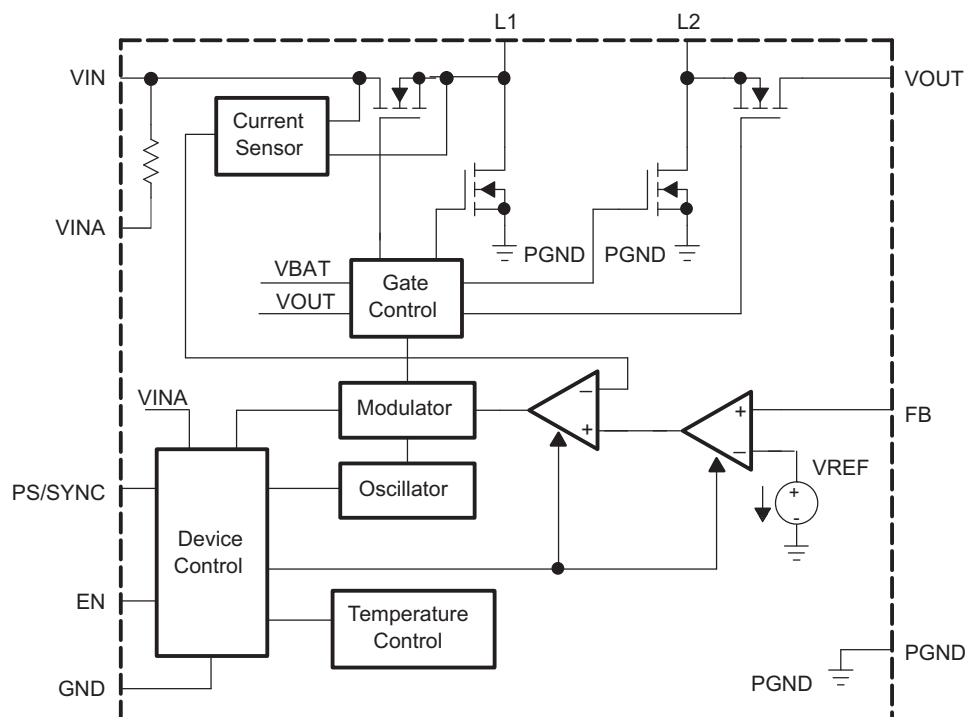 L1
L2
VIN
VOUT
Current
Sensor
VINA
PGND
PGND
VBAT
VOUT
Gate
Control
VINA
Modulator
−
+
+
−
FB
VREF
+
-
PS/SYNC
Oscillator
Device
Control
EN
Temperature
Control
GND
PGND
PGND